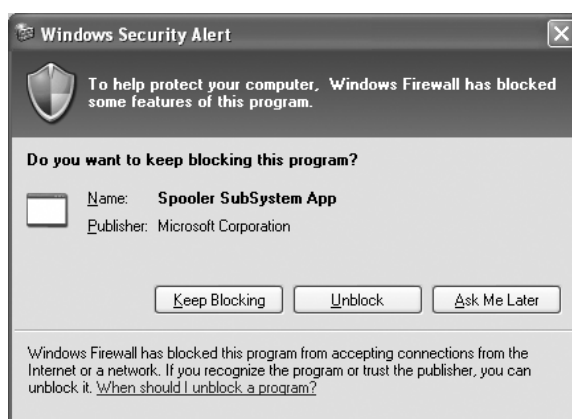 Windows Security Alert
To help protect your computer, Windows Firewall has blocked
some features of this program.
Do you want to keep blocking this program?
Name: Spooler SubSystem App
Publisher: Microsoft Corporation
Keep Blocking Unblock Ask Me Later
Windows Firewall has blocked this program from accepting connections from the
Internet or a network. If you recognize the program or trust the publisher, you can
unblock it. When should I unblock a program?